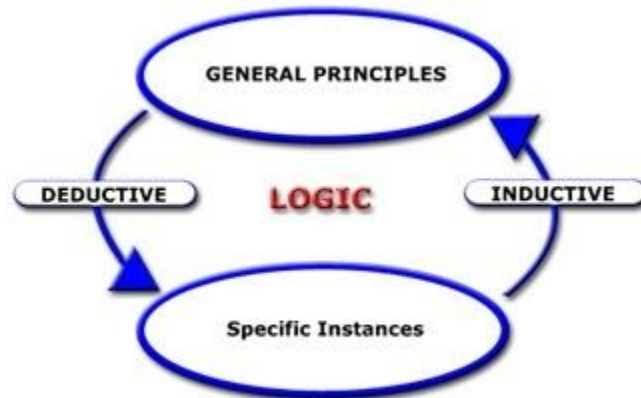 GENERAL PRINCIPLES
DEDUCTIVE
LOGIC
INDUCTIVE
Specific Instances